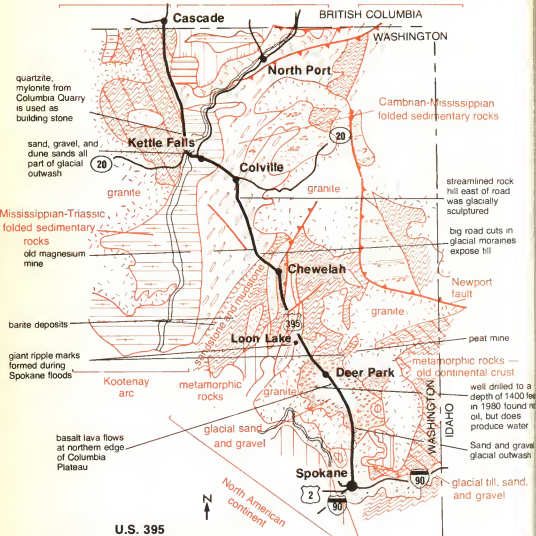 BRITISH COLUMBIA
Cascade
WASHINGTON
North Port
quartzite,
mylonite from
Columbia Quarry
is used as
building stone
Cambrian-Mississippian
folded sedimentary
rocks
sand, gravel, and
dune sands all
part of glacial
outwash
Kettle Falls
20
20
Colville
granite
granite
streamlined rock
hill east of road
was glacially
sculptured
Mississippian-Triassic
folded sedimentary
rocks
big road cuts in
glacial moraines
expose till
old magnesium
mine
Chewelah
Newport
fault
sandstone and mudstone
granite
barite deposits
395
Loon Lake
peat mine
giant ripple marks
formed during
Spokane floods
metamorphic rocks —
old continental crust
Kootenay
arc
metamorphic
rocks
Deer Park
granite
well drilled to a
depth of 1400 fee
in 1980 found
oil, but does
produce water
WASHINGTON
IDAHO
glacial sand
and gravel
basalt lava flows
at northern edge
of Columbia
Plateau
Sand and grave
glacial outwash
Spokane
90
2
90
glacial till, sand,
and gravel
North American
continent
N
U.S. 395